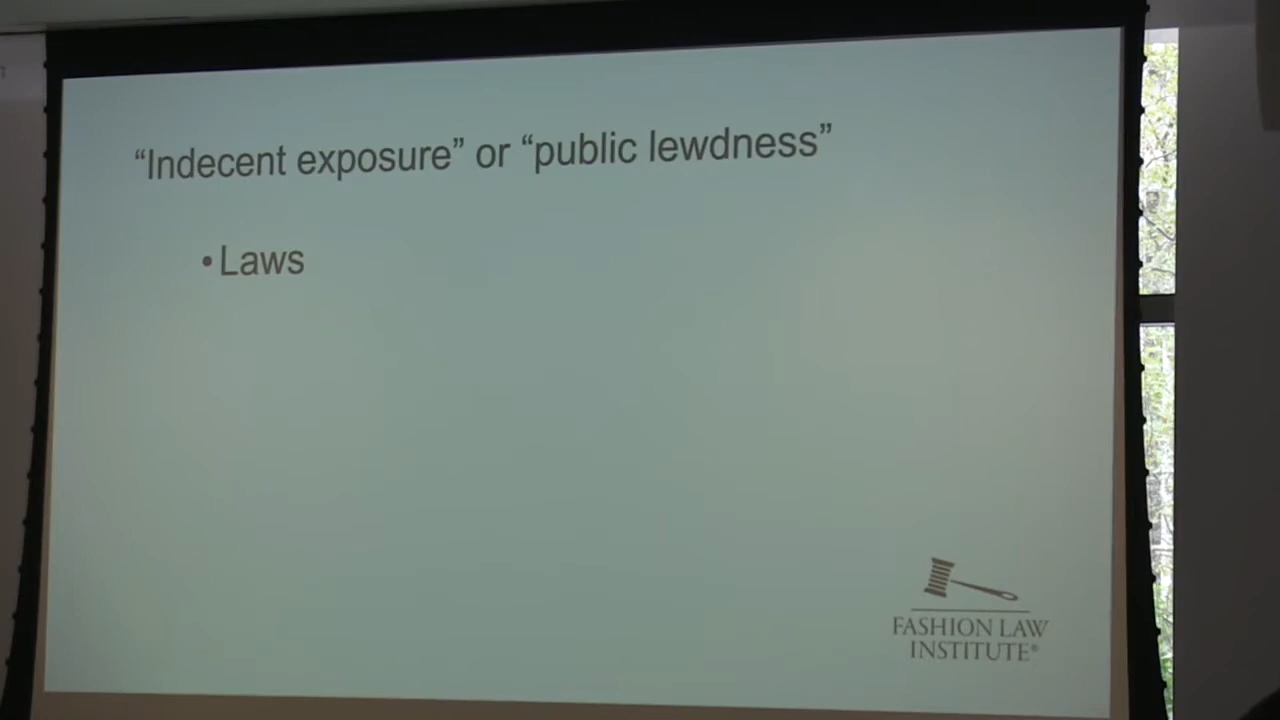 “Indecent exposure” or “public lewdness”
• Laws
FASHION LAW
INSTITUTE®